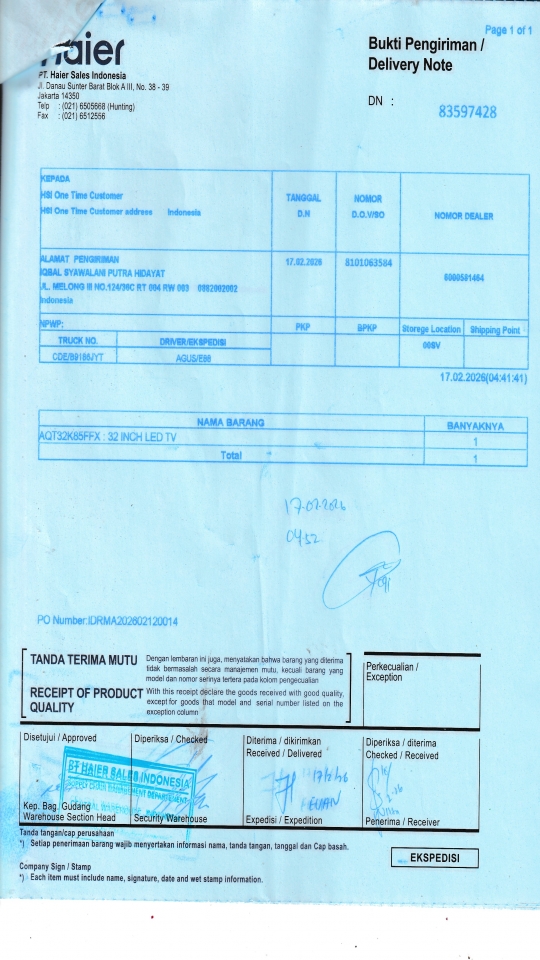 Page 1 of 1
Haier
Bukti Pengiriman /
Delivery Note
PT. Haier Sales Indonesia
Jl. Danau Sunter Barat Blok A III, No. 38 - 39
Jakarta 14350
Telp : (021) 6505668 (Hunting)
Fax : (021) 6512556
DN :
83597428
KEPADA
HSI One Time Customer
HSI One Time Customer address Indonesia
TANGGAL
D.N
NOMOR
D.O.V/SO
NOMOR DEALER
ALAMAT PENGIRIMAN
IQBAL SYAWALANI PUTRA HIDAYAT
JL. MELONG III NO.124/36C RT 004 RW 003 0882902002
Indonesia
17.02.2026
8101063584
NPWP:
PKP
BPKP
Storege Location
Shipping Point
TRUCK NO.
DRIVER/EKSPEDISI
CDE/B9186JYT
17.02.2026(04:41:41)
NAMA BARANG
BANYAKNYA
AQT32K85FFX : 32 INCH LED TV
1
Total
1
17.02.2026
04.52
PO Number:IDRMA202602120014
TANDA TERIMA MUTU
Dengan lembaran ini juga, menyatakan bahwa barang yang diterima
tidak bermasalah secara manajemen mutu, kecuali barang yang
model dan nomor serinya tertera pada kolom pengecualian
RECEIPT OF PRODUCT
QUALITY
With this receipt declare the goods received with good quality,
except for goods that model and serial number listed on the
exception column
Perkecualian /
Exception
Disetujui / Approved
Diperiksa / Checked
Diterima / dikirimkan
Received / Delivered
Diperiksa / diterima
Checked / Received
PT HAIER SALES INDONESIA
Kep. Bag. Gudang
Warehouse Section Head
Security Warehouse
Expedisi / Expedition
Penerima / Receiver
Tanda tangan/cap perusahaan
*) Setiap penerimaan barang wajib menyertakan informasi nama, tanda tangan, tanggal dan Cap basah.
EKSPEDISI
Company Sign / Stamp
*) Each item must include name, signature, date and wet stamp information.